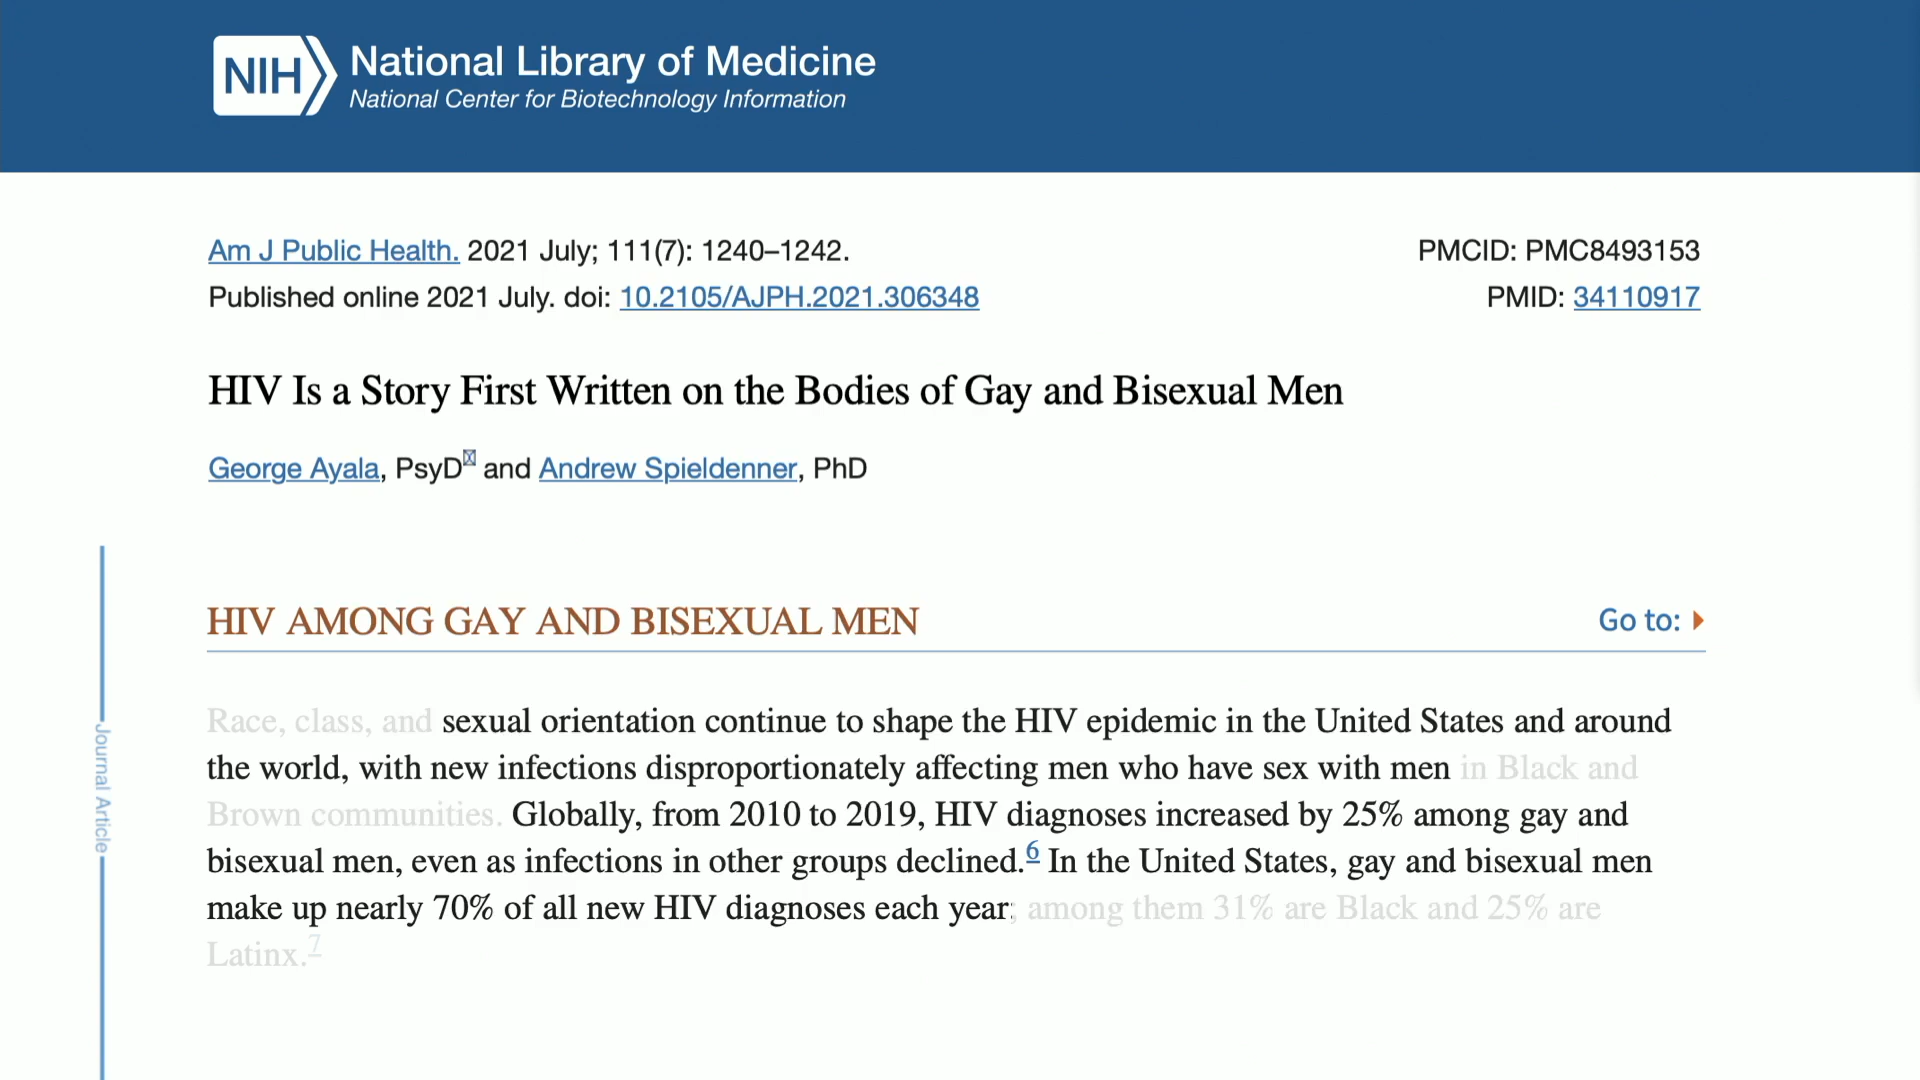 NIH National Library of Medicine
National Center for Biotechnology Information
Am J Public Health. 2021 July; 111(7): 1240–1242.
PMCID: PMC8493153
Published online 2021 July. doi: 10.2105/AJPH.2021.306348
PMID: 34110917
HIV Is a Story First Written on the Bodies of Gay and Bisexual Men
George Ayala, PsyD and Andrew Spieldenner, PhD
HIV AMONG GAY AND BISEXUAL MEN
Go to:
Journal Article
Race, class, and sexual orientation continue to shape the HIV epidemic in the United States and around
the world, with new infections disproportionately affecting men who have sex with men in Black and
Brown communities. Globally, from 2010 to 2019, HIV diagnoses increased by 25% among gay and
bisexual men, even as infections in other groups declined.6 In the United States, gay and bisexual men
make up nearly 70% of all new HIV diagnoses each year; among them 31% are Black and 25% are
Latinx.7